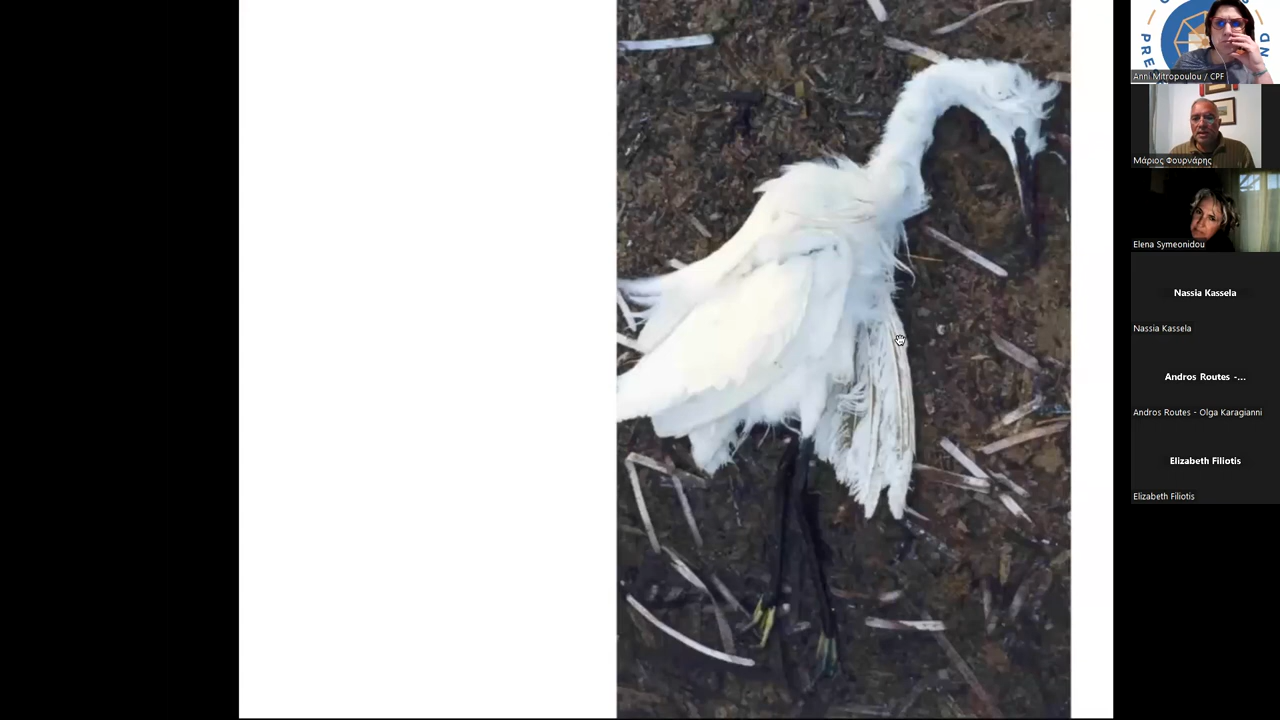 Anni Mitropoulou / CPF
Μάριος Φουρνάρης
Elena Symeonidou
Nassia Kassela
Nassia Kassela
Andros Routes -...
Andros Routes - Olga Karagianni
Elizabeth Filiotis
Elizabeth Filiotis